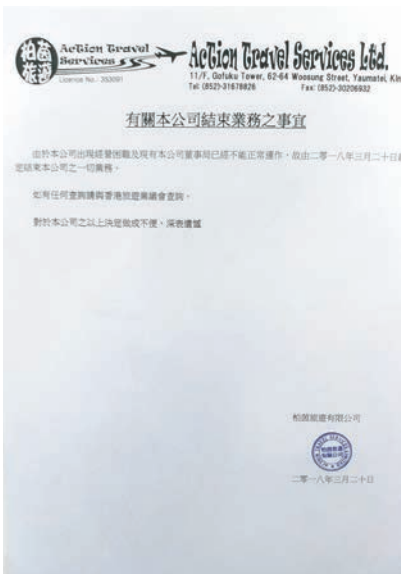 柏茵旅遊
Action Travel
Services
License No.: 353091
Action Travel Services Ltd.
11/F, Gofuku Tower, 62-64 Woosung Street, Yaumatei, Kln
Tel: (852)-31678826 Fax: (852)-30206932
有關本公司結束業務之事宜
由於本公司出現經營困難及現有本公司董事局已經不能正常運作，故由二零一八年三月二十日
定結束本公司之一切業務。
如有任何查詢請與香港旅遊業議會查詢。
對於本公司之以上決定做成不便，深表遺憾
柏茵旅遊有限公司
二零一八年三月二十日